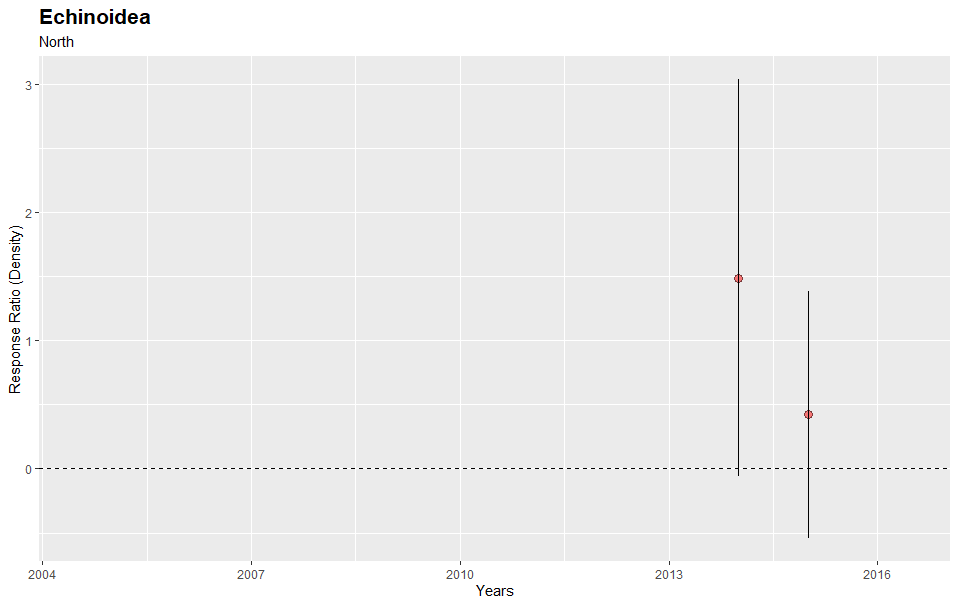 Echinoidea
North
Response Ratio (Density)
3
2
1
0
2004 2007 2010 2013 2016
Years